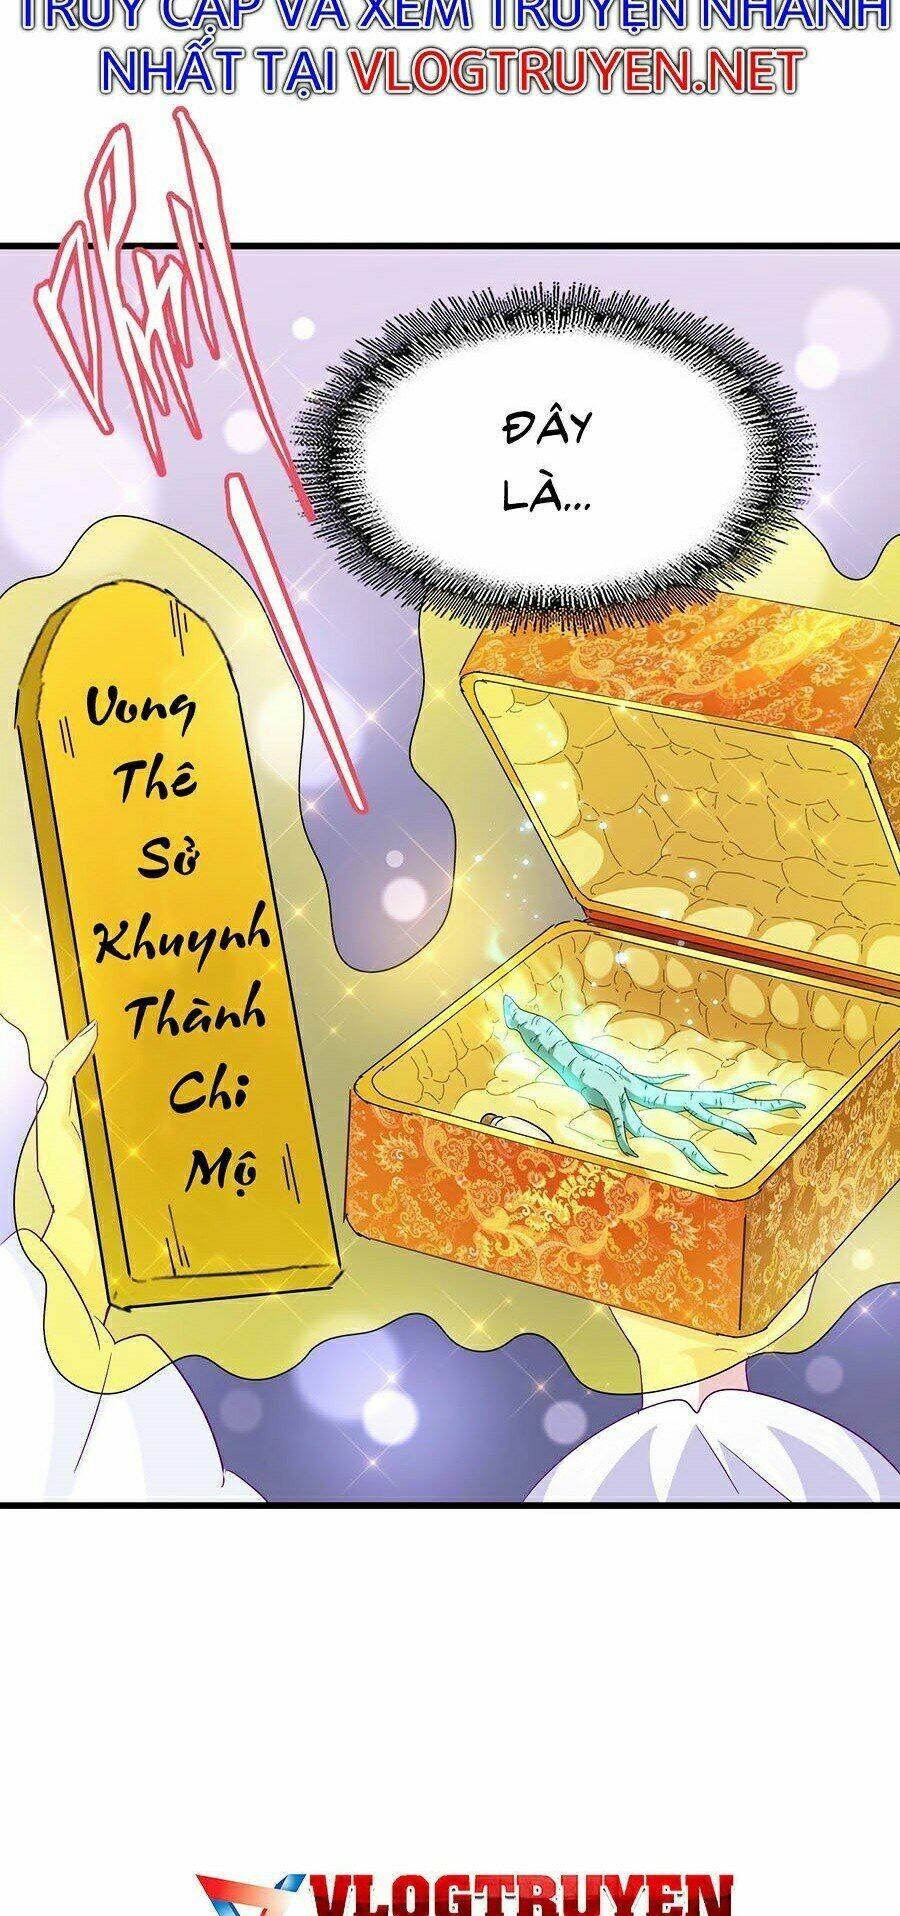 TRUY CẬP VÀ XEM TRUYỆN NHANH
NHẤT TẠI VLOGTRUYEN.NET
ĐÂY
LÀ...
Vong
Thê
Sở
Khuynh
Thành
Chi
Mộ
VLOGTRUYEN